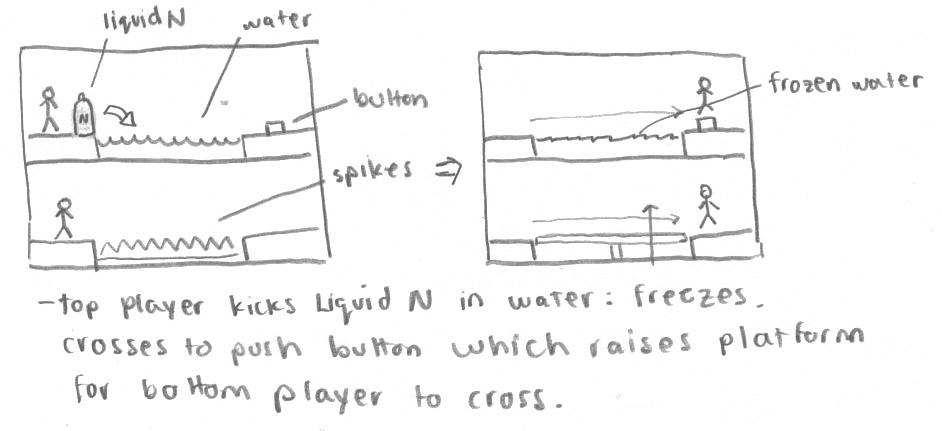 liquid N
water
button
N
frozen water
spikes
-top player kicks Liquid N in water: freezes.
crosses to push button which raises platform
for bottom player to cross.